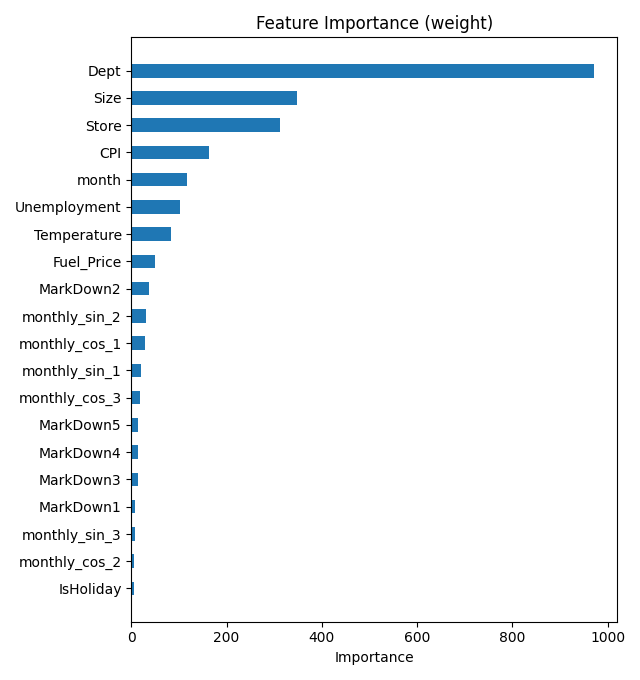 Feature Importance (weight)
Dept
Size
Store
CPI
month
Unemployment
Temperature
Fuel_Price
MarkDown2
monthly_sin_2
monthly_cos_1
monthly_sin_1
monthly_cos_3
MarkDown5
MarkDown4
MarkDown3
MarkDown1
monthly_sin_3
monthly_cos_2
IsHoliday
0 200 400 600 800 1000
Importance